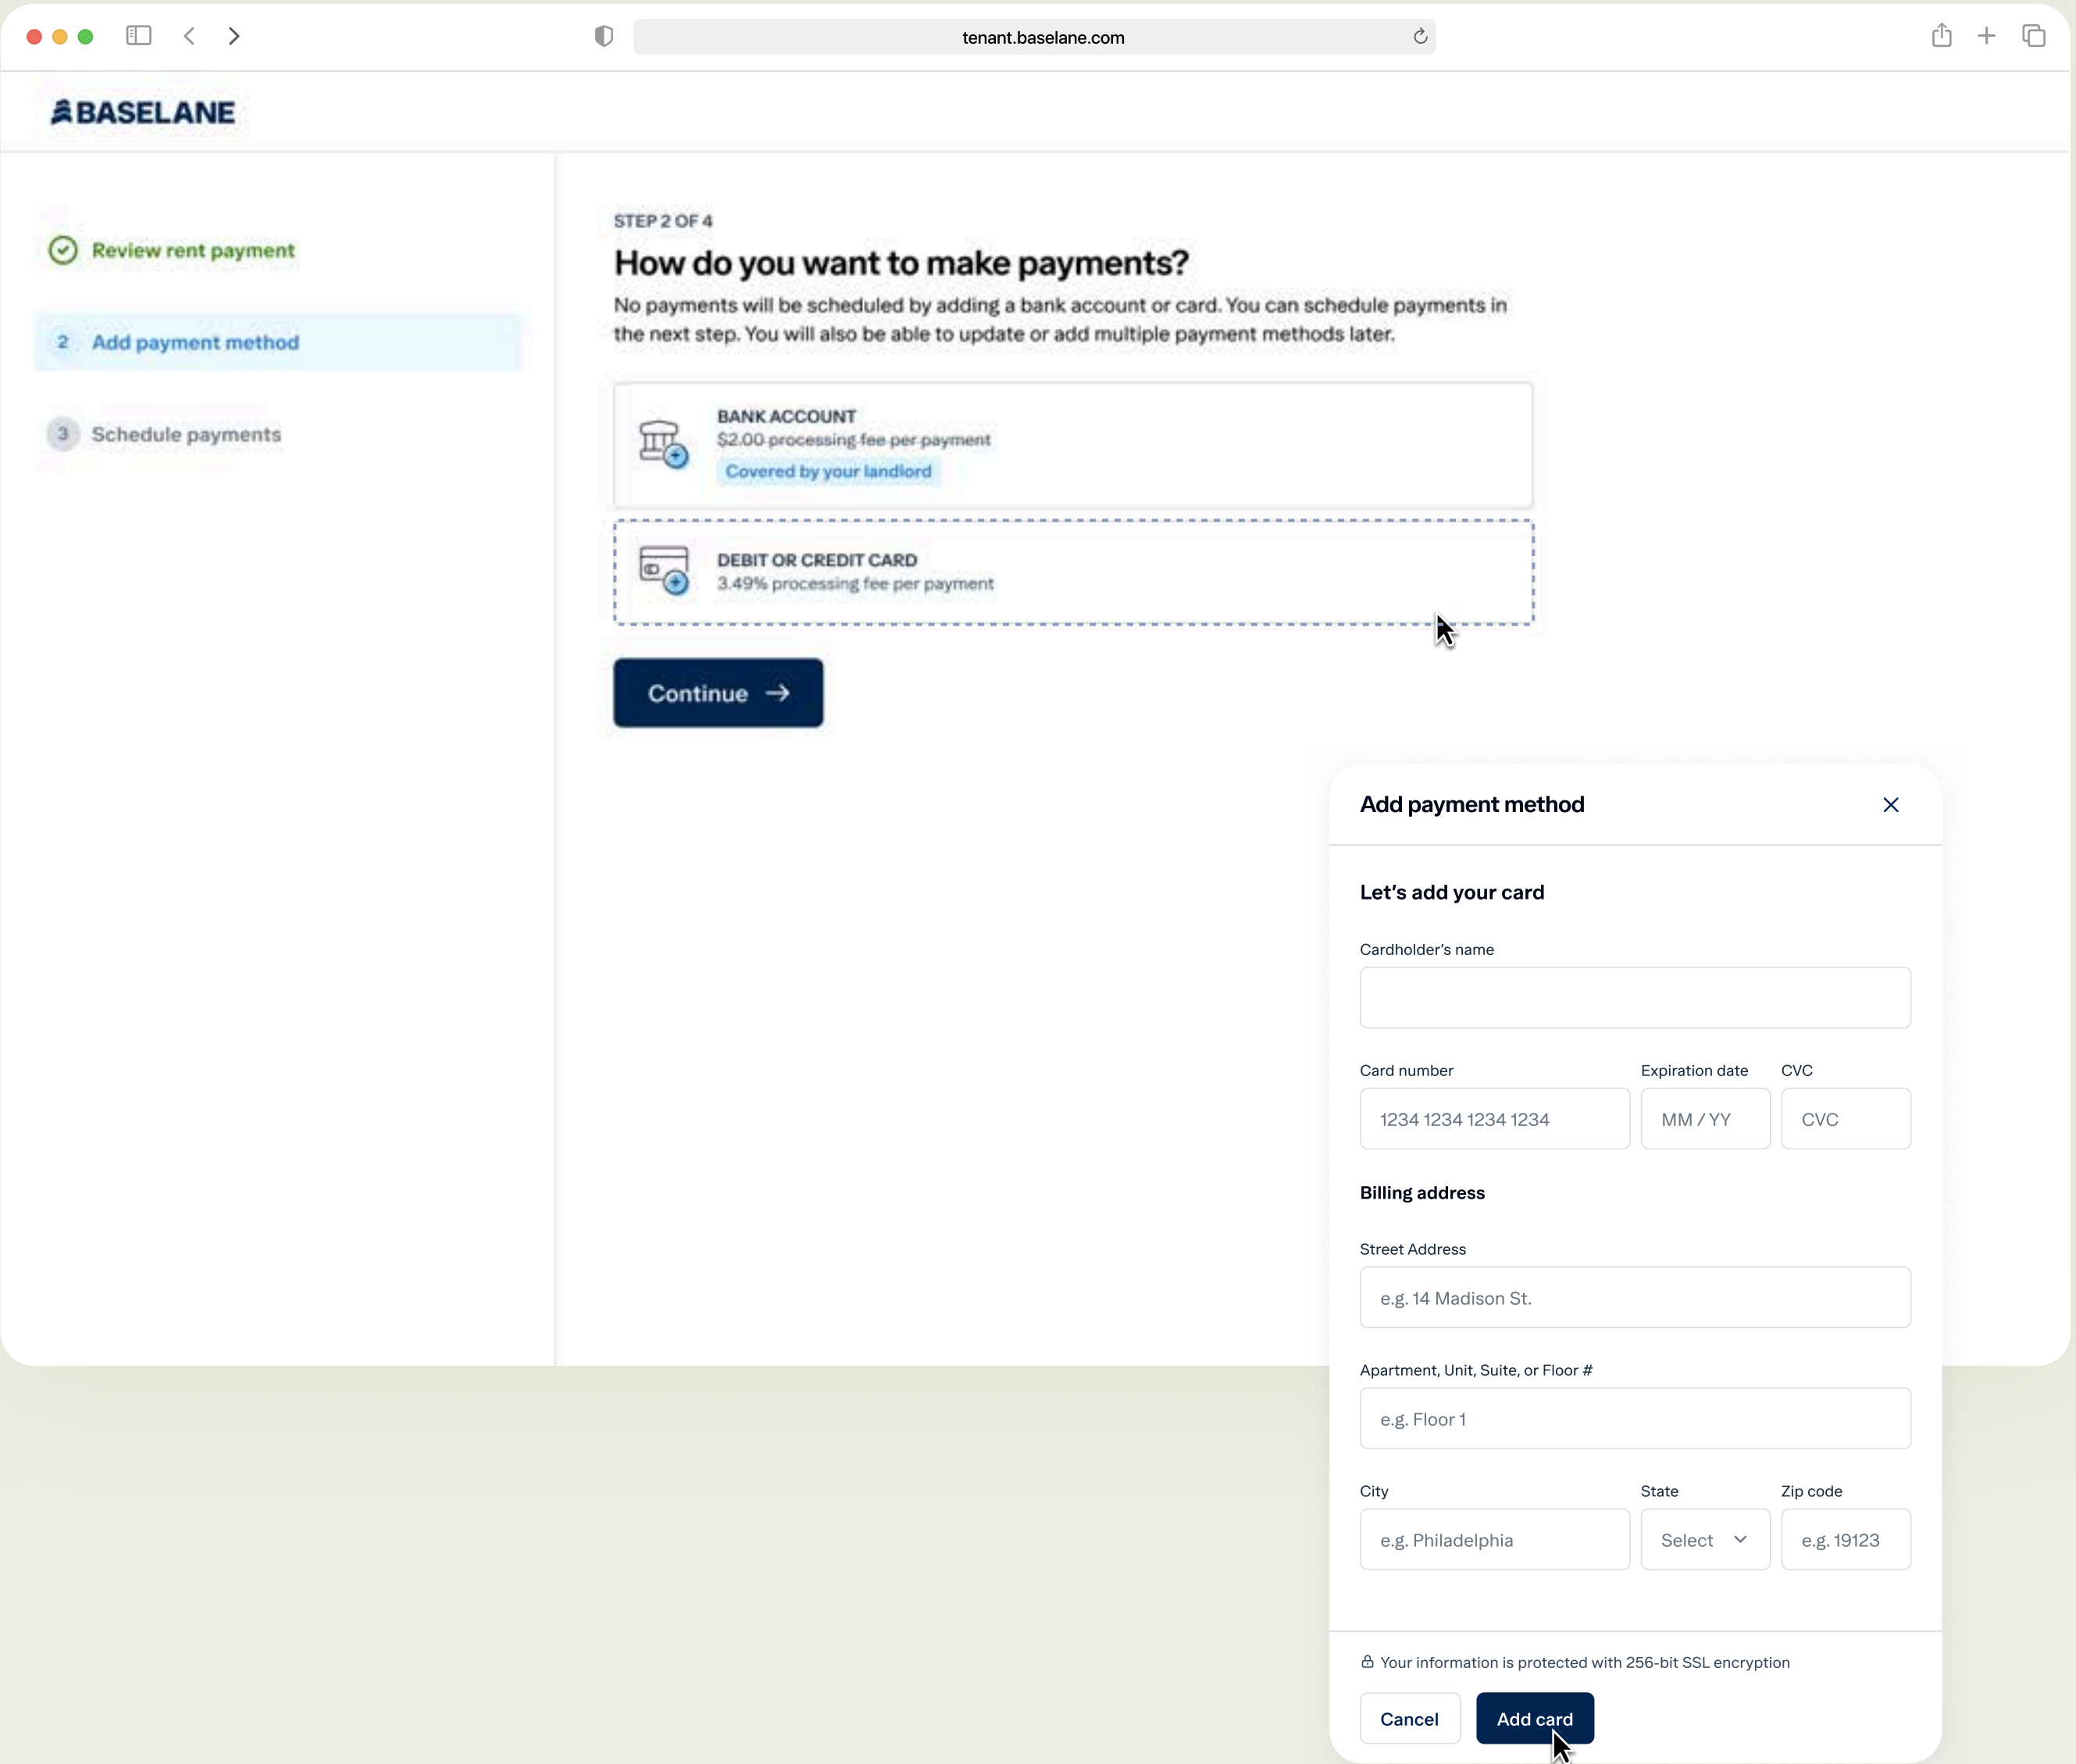 tenant.baselane.com
BASELANE
Review rent payment
2 Add payment method
3 Schedule payments
STEP 2 OF 4
How do you want to make payments?
No payments will be scheduled by adding a bank account or card. You can schedule payments in
the next step. You will also be able to update or add multiple payment methods later.
BANK ACCOUNT
$2.00 processing fee per payment
Covered by your landlord
DEBIT OR CREDIT CARD
3.49% processing fee per payment
Continue
Add payment method
Let's add your card
Cardholder's name
Card number Expiration date CVC
1234 1234 1234 1234 MM / YY CVC
Billing address
Street Address
e.g. 14 Madison St.
Apartment, Unit, Suite, or Floor #
e.g. Floor 1
City State Zip code
e.g. Philadelphia Select e.g. 19123
Your information is protected with 256-bit SSL encryption
Cancel Add card